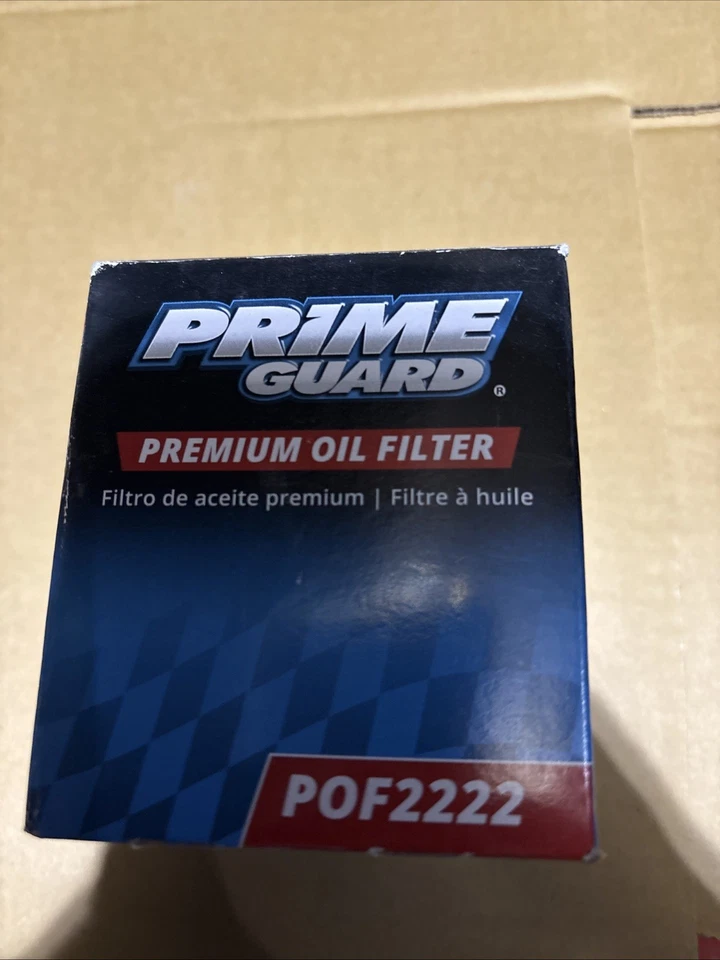 PRIME
GUARD®
PREMIUM OIL FILTER
Filtro de aceite premium | Filtre à huile
POF2222